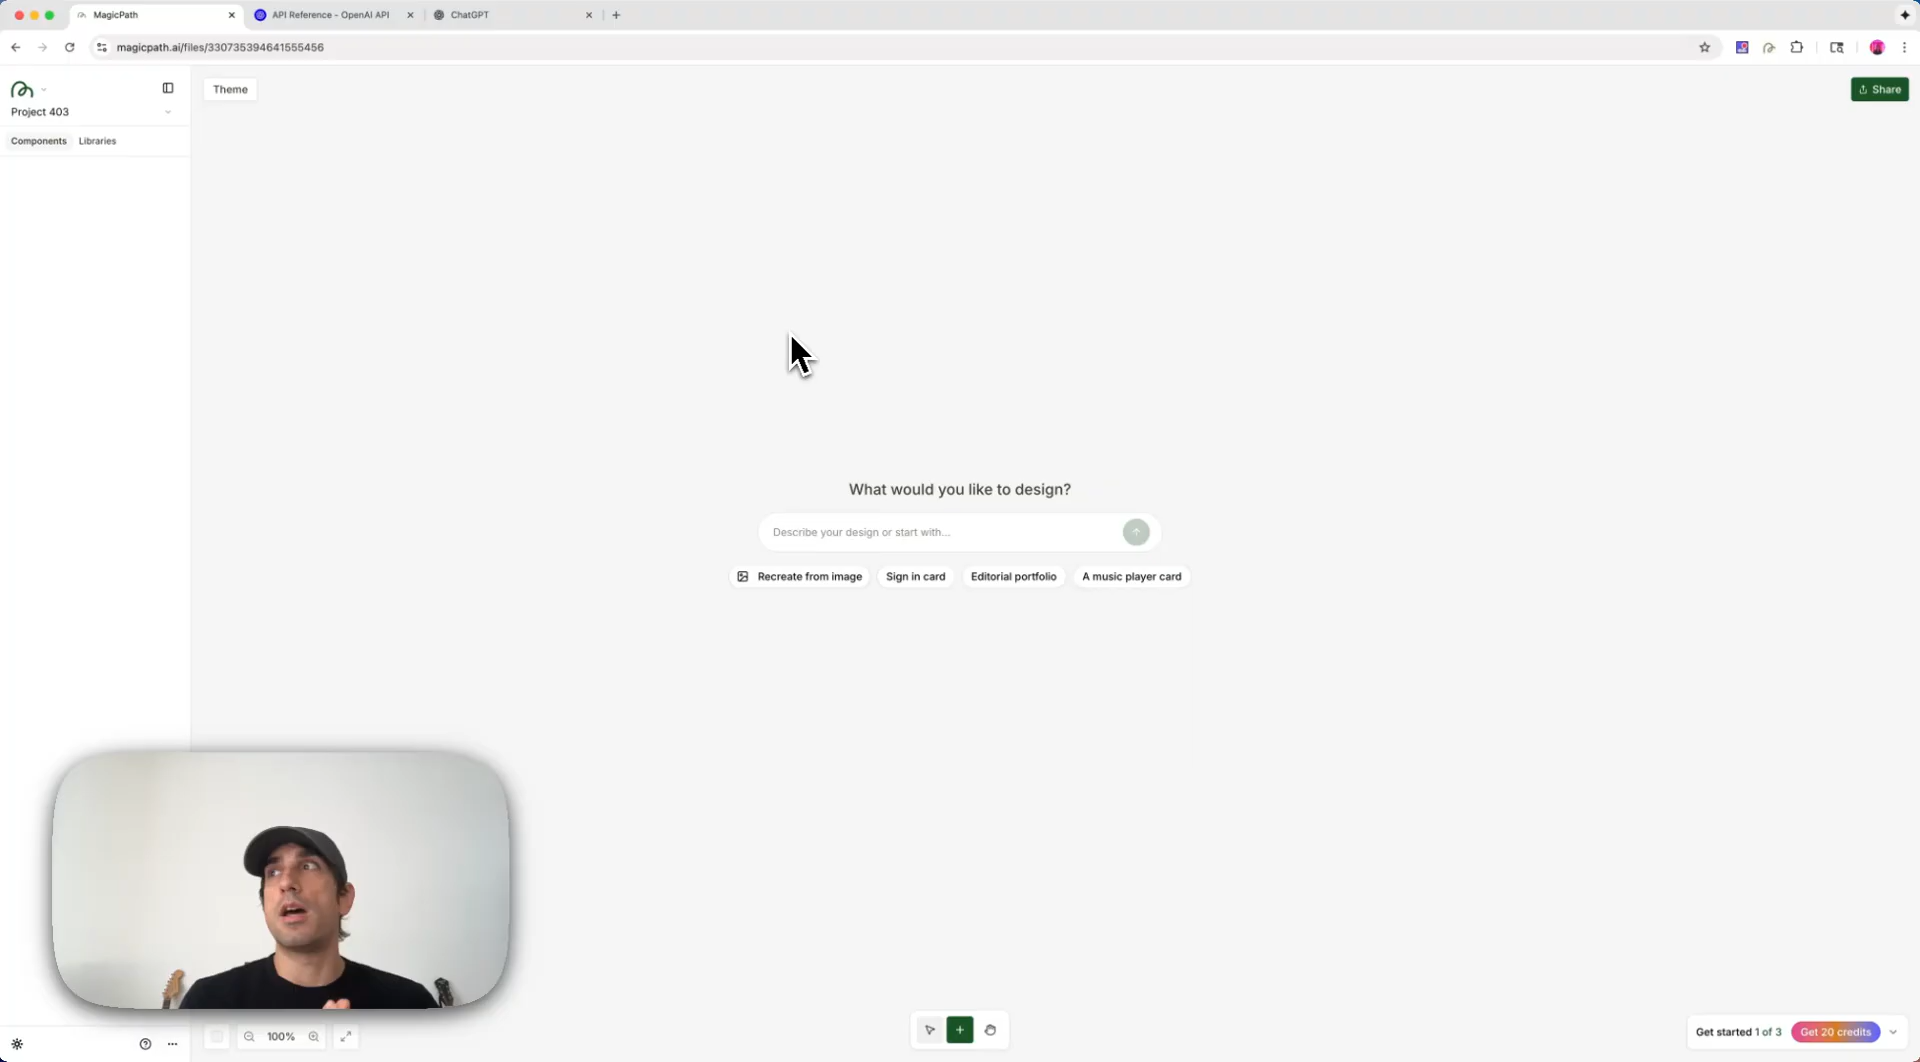 MagicPath
API Reference - OpenAI API
ChatGPT
magicpath.ai/files/330735394641555456
Theme
Share
Project 403
Components
Libraries
What would you like to design?
Describe your design or start with...
Recreate from image
Sign in card
Editorial portfolio
A music player card
100%
Get started 1 of 3
Get 20 credits